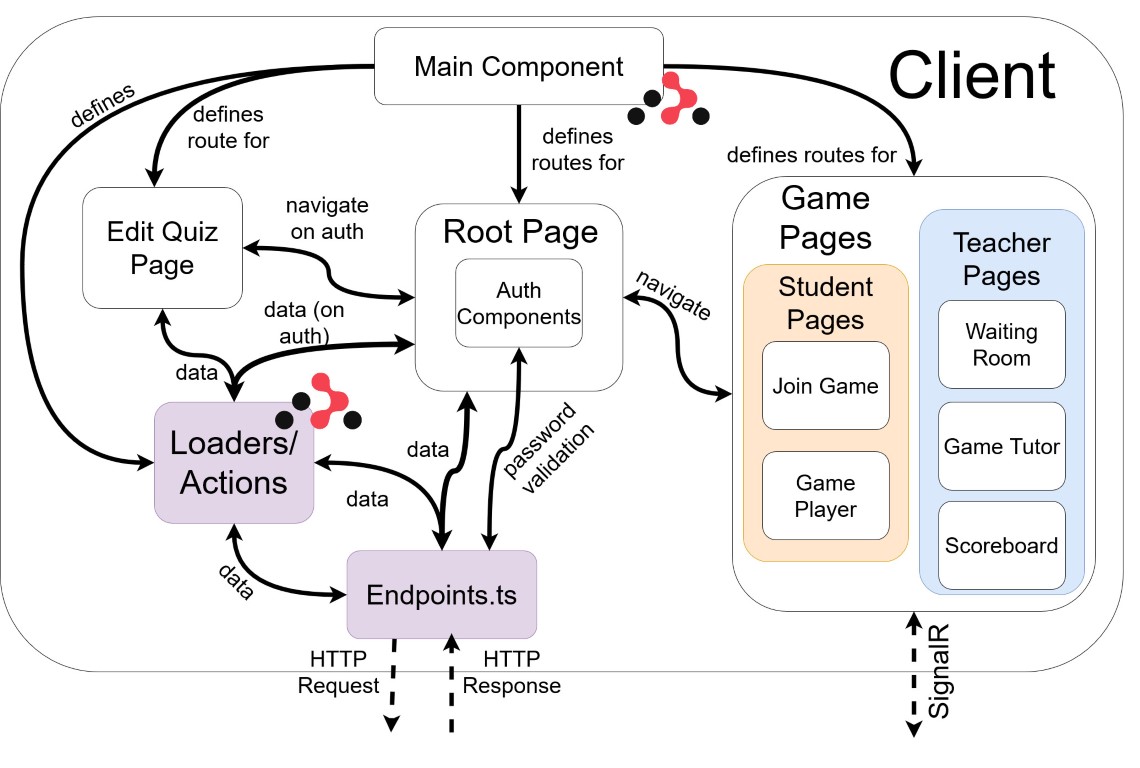 Client
Main Component
defines
defines
route for
defines
routes for
defines routes for
Edit Quiz
Page
navigate
on auth
Root Page
Auth
Components
navigate
Game
Pages
Student
Pages
Join Game
Game
Player
Teacher
Pages
Waiting
Room
Game Tutor
Scoreboard
data (on
auth)
data
Loaders/
Actions
data
data
password
validation
data
Endpoints.ts
HTTP
Request
HTTP
Response
SignalR